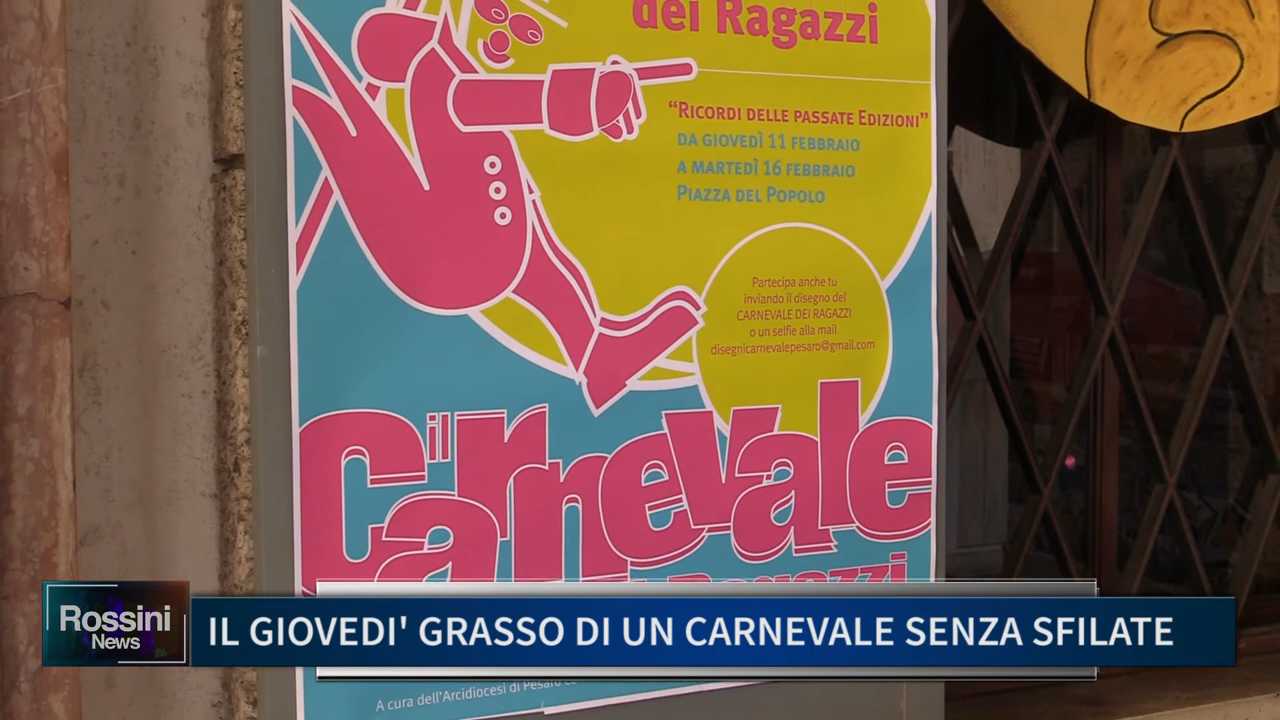 dei Ragazzi
“RICORDI DELLE PASSATE EDIZIONI”
DA GIOVEDÌ 11 FEBBRAIO
A MARTEDÌ 16 FEBBRAIO
PIAZZA DEL POPOLO
Partecipa anche tu
inviando il disegno del
CARNEVALE DEI RAGAZZI
o un selfie alla mail
disegnicarnevalepesaro@gmail.com
il
Carnevale
Ragazzi
Rossini
News
IL GIOVEDI' GRASSO DI UN CARNEVALE SENZA SFILATE
A cura dell'Arcidiocesi di Pesaro